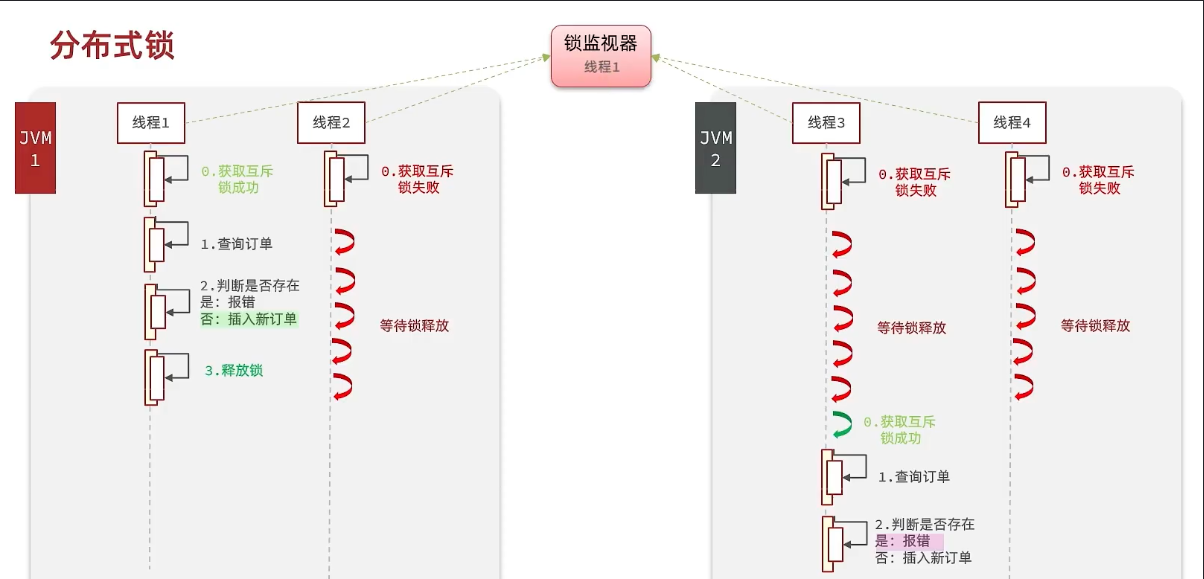 分布式锁
锁监视器
线程1
JVM
1
线程1
线程2
0.获取互斥
锁成功
0.获取互斥
锁失败
1.查询订单
2.判断是否存在
是：报错
否：插入新订单
等待锁释放
3.释放锁
JVM
2
线程3
线程4
0.获取互斥
锁失败
0.获取互斥
锁失败
等待锁释放
等待锁释放
0.获取互斥
锁成功
1.查询订单
2.判断是否存在
是：报错
否：插入新订单